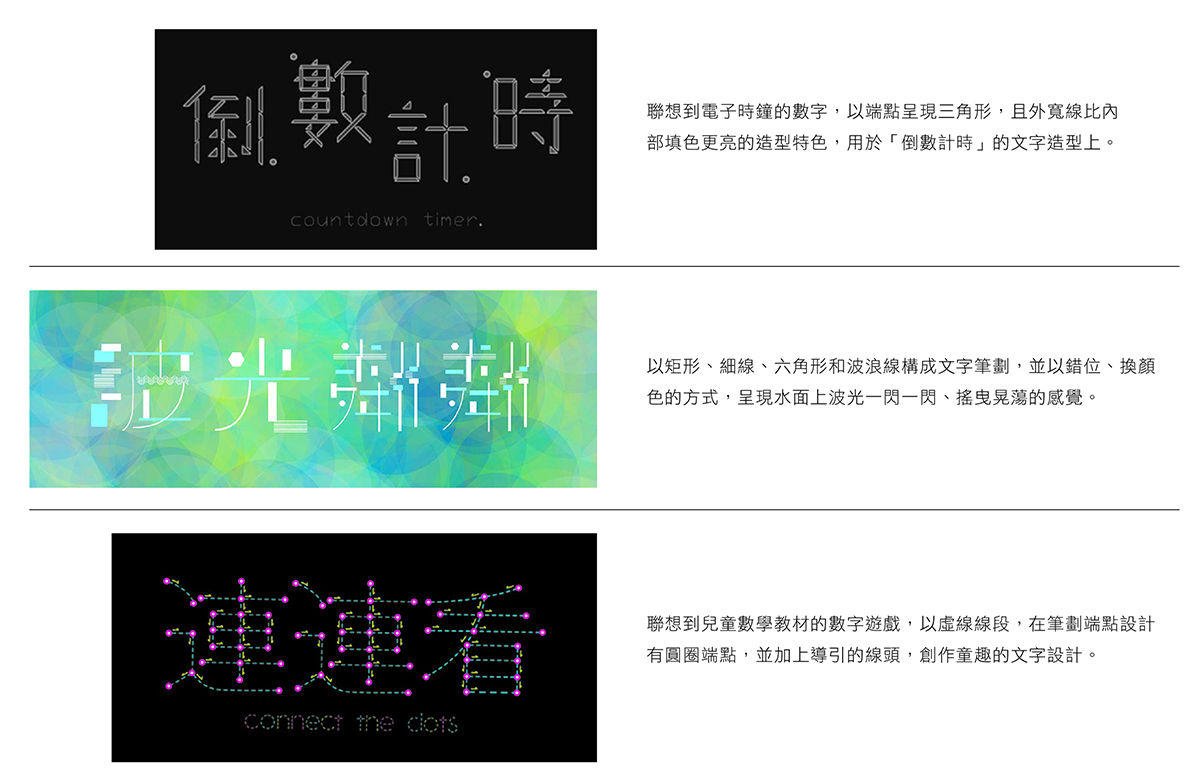 倒數計時
countdown timer.
聯想到電子時鐘的數字，以端點呈現三角形，且外寬線比內
部填色更亮的造型特色，用於「倒數計時」的文字造型上。
波光粼粼
以矩形、細線、六角形和波浪線構成文字筆劃，並以錯位、換顏
色的方式，呈現水面上波光一閃一閃、搖曳晃蕩的感覺。
連連看
connect the dots
聯想到兒童數學教材的數字遊戲，以虛線線段，在筆劃端點設計
有圓圈端點，並加上導引的線頭，創作童趣的文字設計。